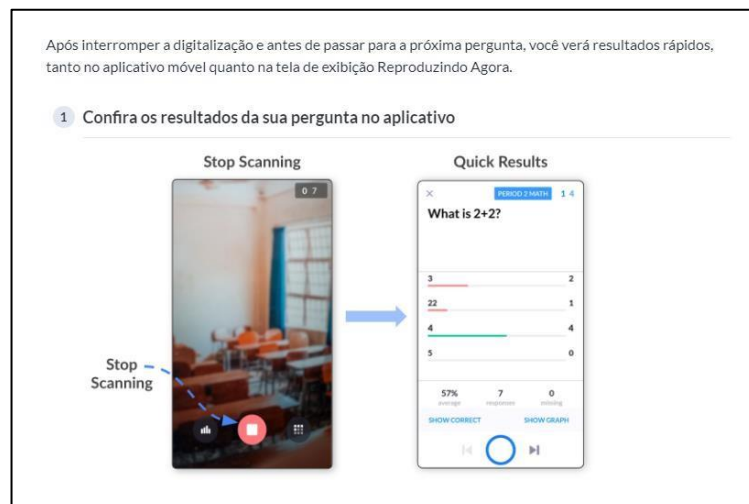 Após interromper a digitalização e antes de passar para a próxima pergunta, você verá resultados rápidos,
tanto no aplicativo móvel quanto na tela de exibição Reproduzindo Agora.
1 Confira os resultados da sua pergunta no aplicativo
Stop Scanning
Quick Results
0 7
× PERIOD 2 MATH 1 4
What is 2+2?
3 2
22 1
4 4
5 0
Stop
Scanning
57% 7 0
average responses missing
SHOW CORRECT SHOW GRAPH